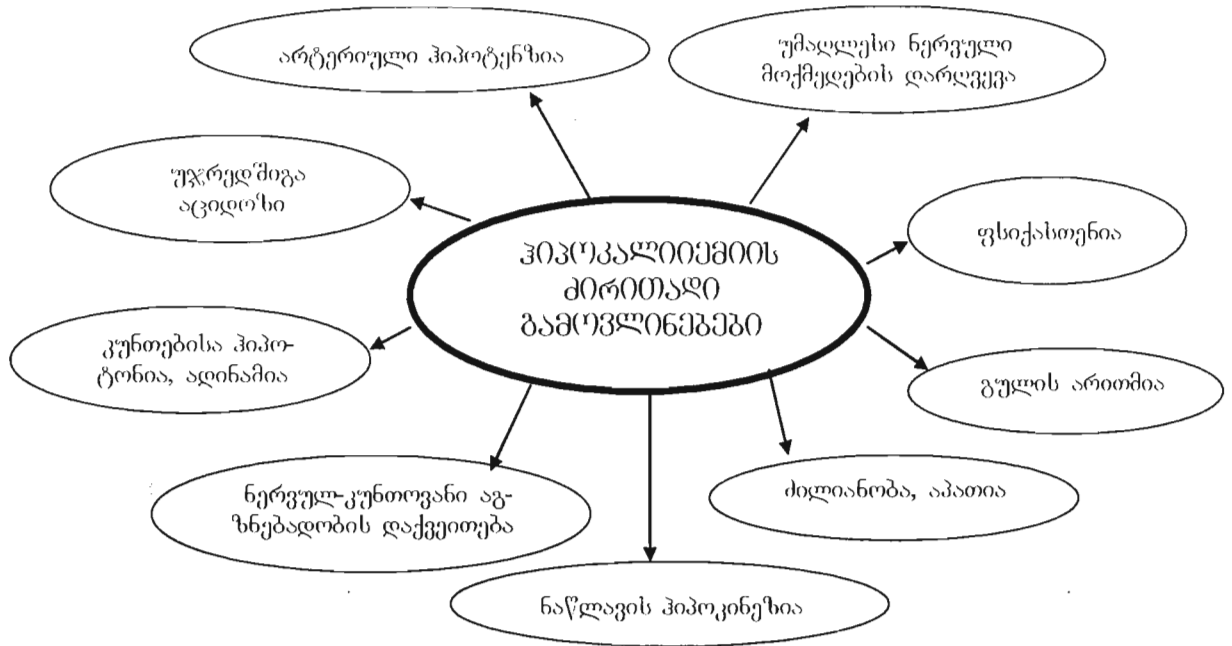 არტერიული ჰიპოტენზია
უმაღლესი ნერვული
მოქმედების დარღვევა
უჯრედშიგა
აციდოზი
ჰიპოკალიიემიის
ძირითადი
გამოვლინებები
ფსიქასთენია
კუნთებისა ჰიპო-
ტონია, ადინამია
გულის არითმია
ნერვულ-კუნთოვანი აგ-
ზნებადობის დაქვეითება
ძილიანობა, აპათია
ნაწლავის ჰიპოკინეზია